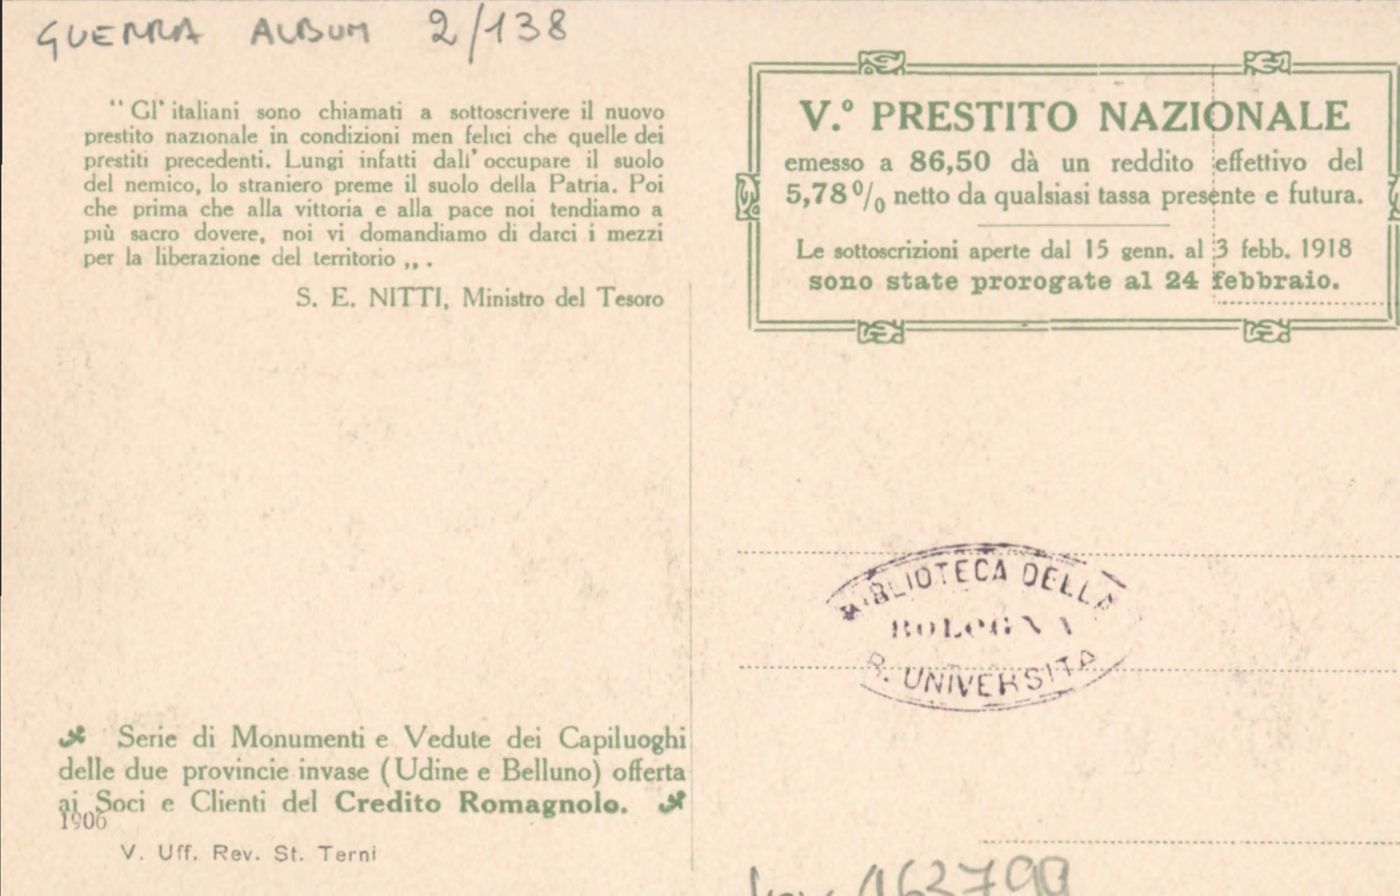 GUERRA ALBUM 2/138
“ Gl' italiani sono chiamati a sottoscrivere il nuovo
prestito nazionale in condizioni men felici che quelle dei
prestiti precedenti. Lungi infatti dall' occupare il suolo
del nemico, lo straniero preme il suolo della Patria. Poi
che prima che alla vittoria e alla pace noi tendiamo a
più sacro dovere, noi vi domandiamo di darci i mezzi
per la liberazione del territorio „ .
S. E. NITTI, Ministro del Tesoro
V.º PRESTITO NAZIONALE
emesso a 86,50 dà un reddito effettivo del
5,78 % netto da qualsiasi tassa presente e futura.
Le sottoscrizioni aperte dal 15 genn. al 3 febb. 1918
sono state prorogate al 24 febbraio.
BIBLIOTECA DELLA
BOLOGNA
R. UNIVERSITA
Serie di Monumenti e Vedute dei Capiluoghi
delle due provincie invase (Udine e Belluno) offerta
ai Soci e Clienti del Credito Romagnolo.
1906
V. Uff. Rev. St. Terni
Inv. 163790